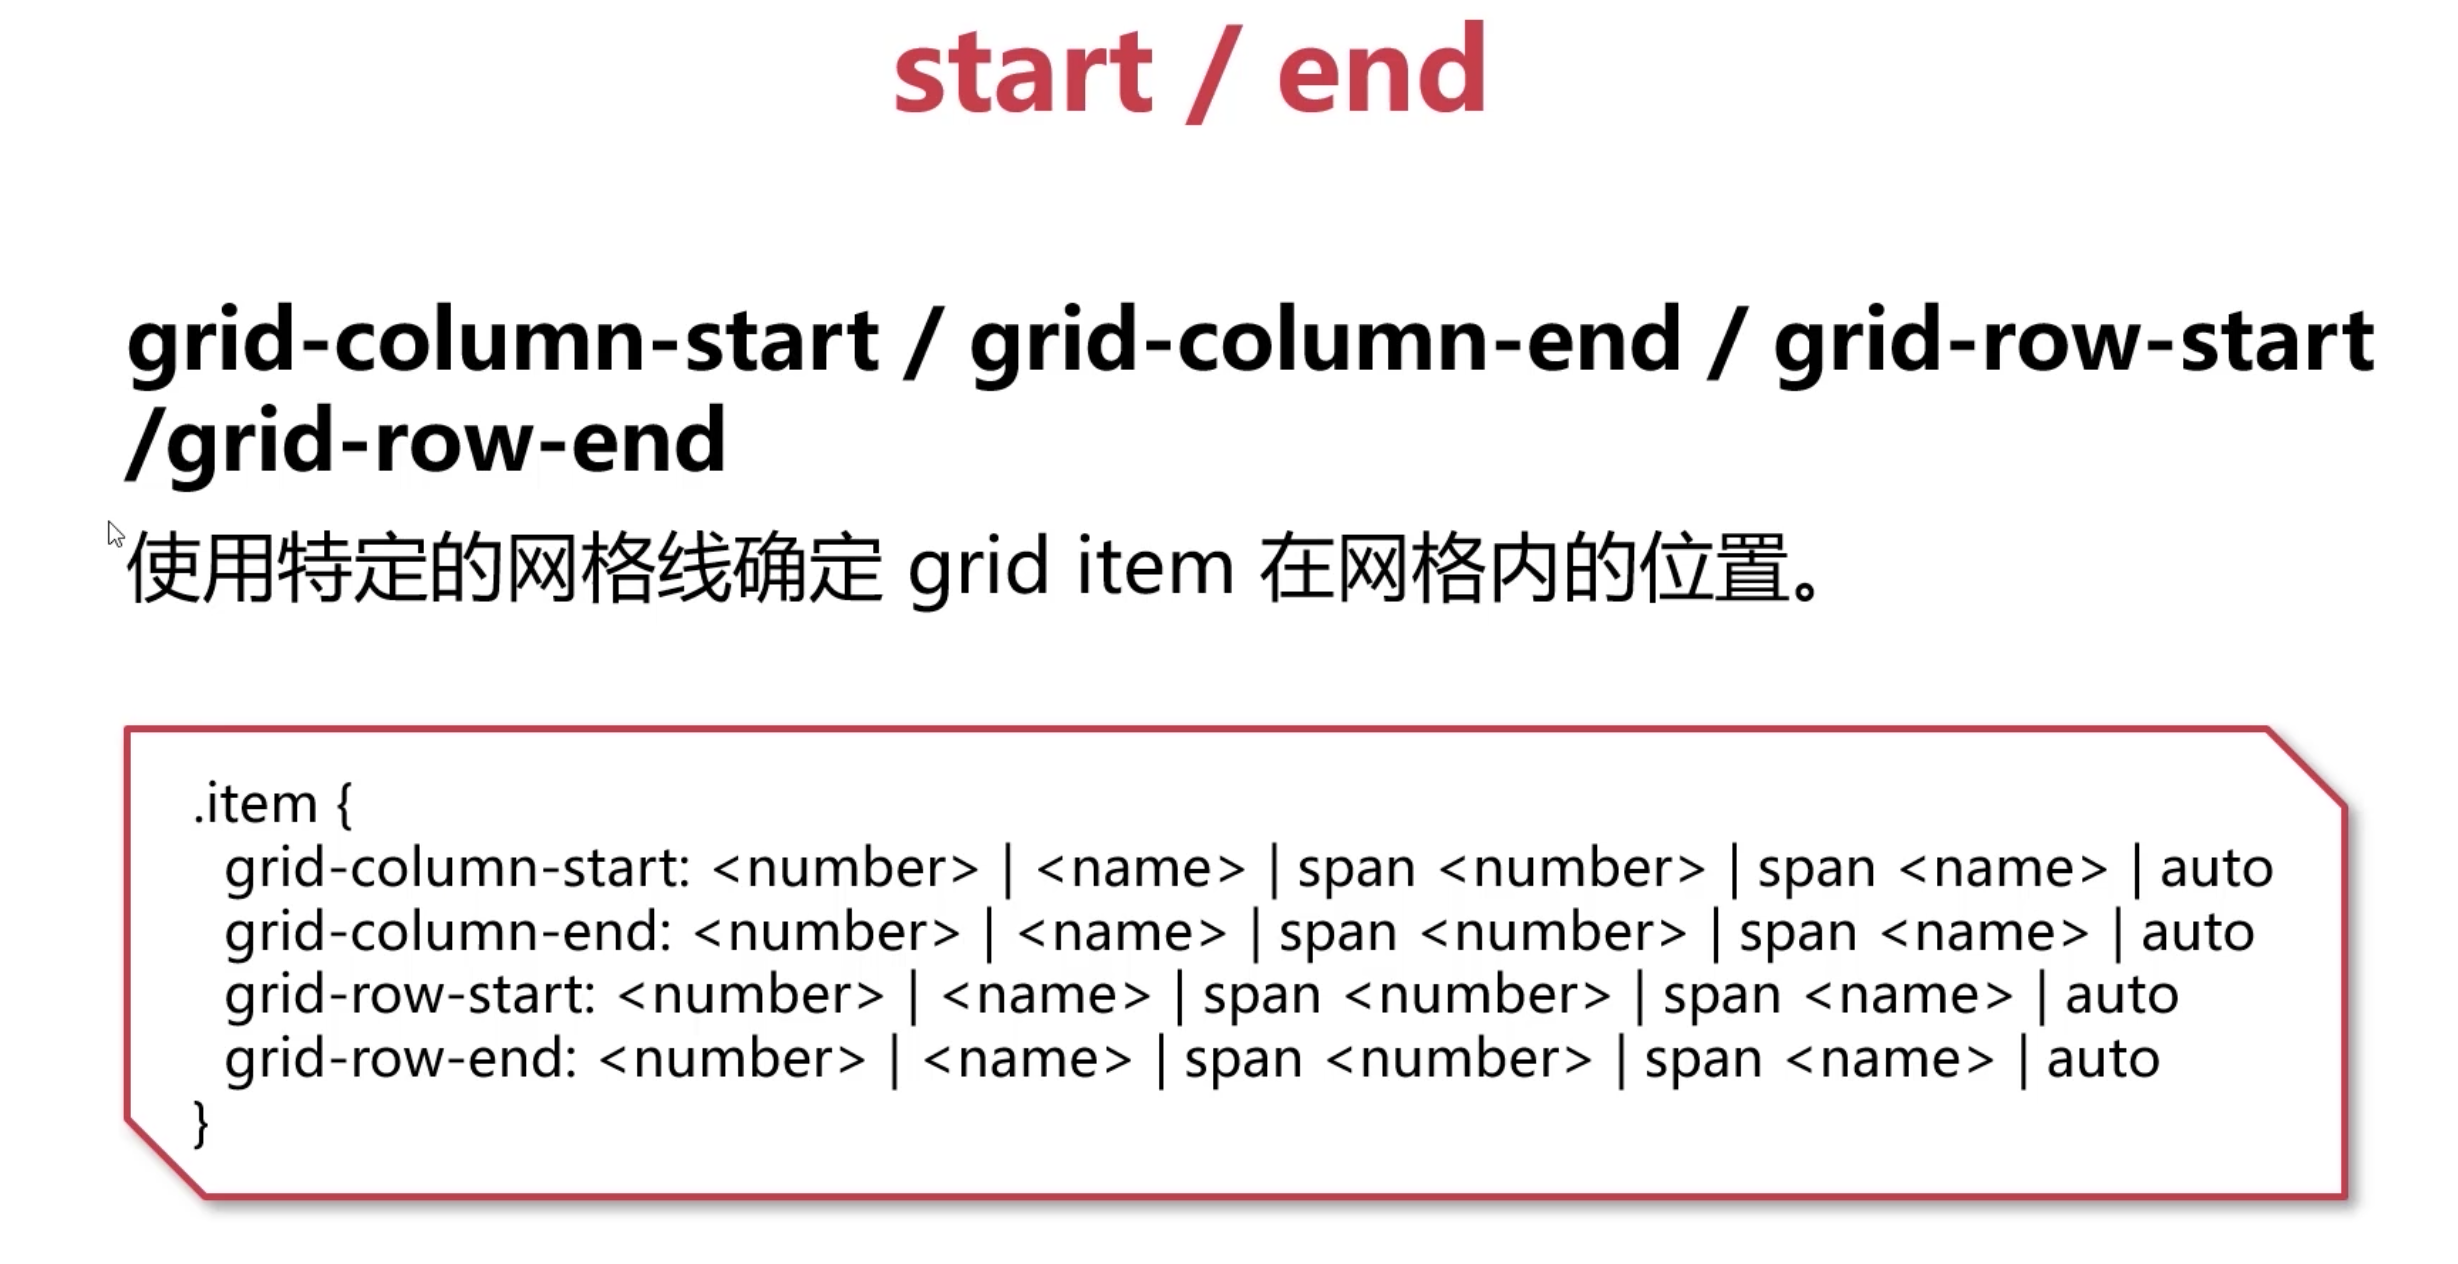 start / end
grid-column-start / grid-column-end / grid-row-start
/grid-row-end
使用特定的网格线确定 grid item 在网格内的位置。
.item {
grid-column-start: <number> | <name> | span <number> | span <name> | auto
grid-column-end: <number> | <name> | span <number> | span <name> | auto
grid-row-start: <number> | <name> | span <number> | span <name> | auto
grid-row-end: <number> | <name> | span <number> | span <name> | auto
}